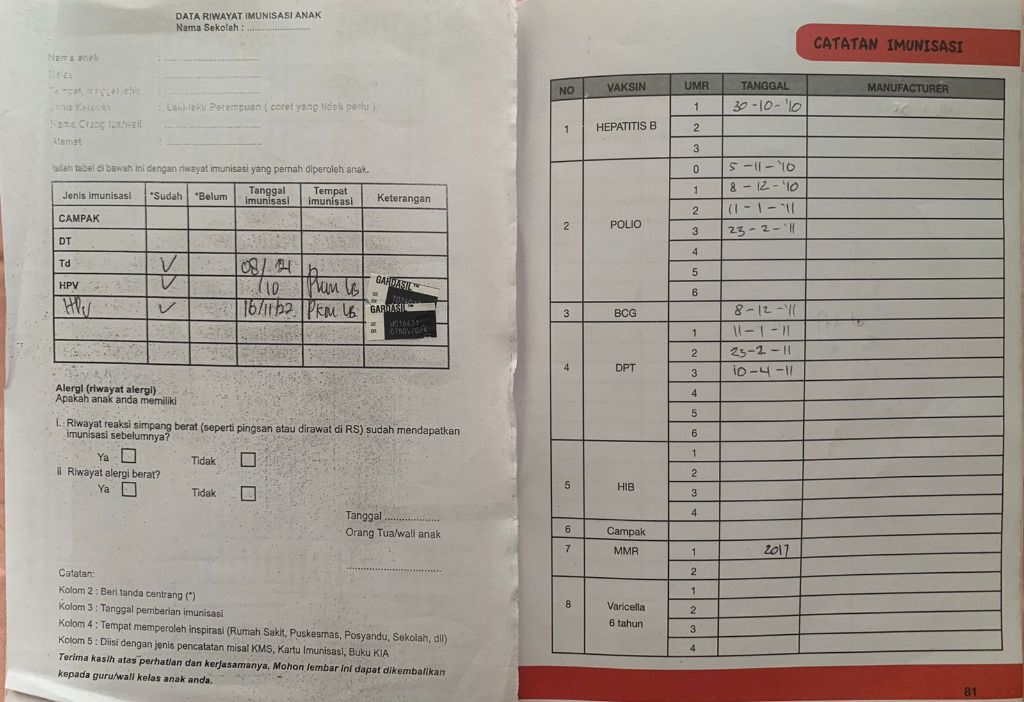 DATA RIWAYAT IMUNISASI ANAK
Nama Sekolah : ........................
Nama anak : ........................
Kelas : ........................
Tempat, tanggal lahir : ........................
Jenis Kelamin : Laki-laku Perempuan ( coret yang tidak perlu )
Nama Orang tua/wali : ........................
Alamat : ........................
Isilah tabel di bawah ini dengan riwayat imunisasi yang pernah diperoleh anak.
Jenis imunisasi *Sudah *Belum Tanggal imunisasi Tempat imunisasi Keterangan
CAMPAK
DT
Td ✓ 08/
HPV ✓ /10
HPV ✓ 16/11/22
GARDASIL™
GARDASIL™
W016431
07NOV2024
Alergi (riwayat alergi)
Apakah anak anda memiliki
i. Riwayat reaksi simpang berat (seperti pingsan atau dirawat di RS) sudah mendapatkan
imunisasi sebelumnya?
Ya Tidak
ii Riwayat alergi berat?
Ya Tidak
Tanggal ...................
Orang Tua/wali anak
................................
Catatan:
Kolom 2 : Beri tanda centrang (*)
Kolom 3 : Tanggal pemberian imunisasi
Kolom 4 : Tempat memperoleh inspirasi (Rumah Sakit, Puskesmas, Posyandu, Sekolah, dll)
Kolom 5 : Diisi dengan jenis pencatatan misal KMS, Kartu Imunisasi, Buku KIA
Terima kasih atas perhatian dan kerjasamanya. Mohon lembar ini dapat dikembalikan
kepada guru/wali kelas anak anda.
CATATAN IMUNISASI
NO VAKSIN UMR TANGGAL MANUFACTURER
1 HEPATITIS B 1 30-10-'10
2
3
2 POLIO 0 5-11-'10
1 8-12-'10
2 11-1-'11
3 23-2-'11
4
5
6
3 BCG 8-12-'11
4 DPT 1 11-1-11
2 23-2-11
3 10-4-11
4
5
6
5 HIB 1
2
3
4
6 Campak
7 MMR 1 2017
2
8 Varicella 6 tahun 1
2
3
4
81